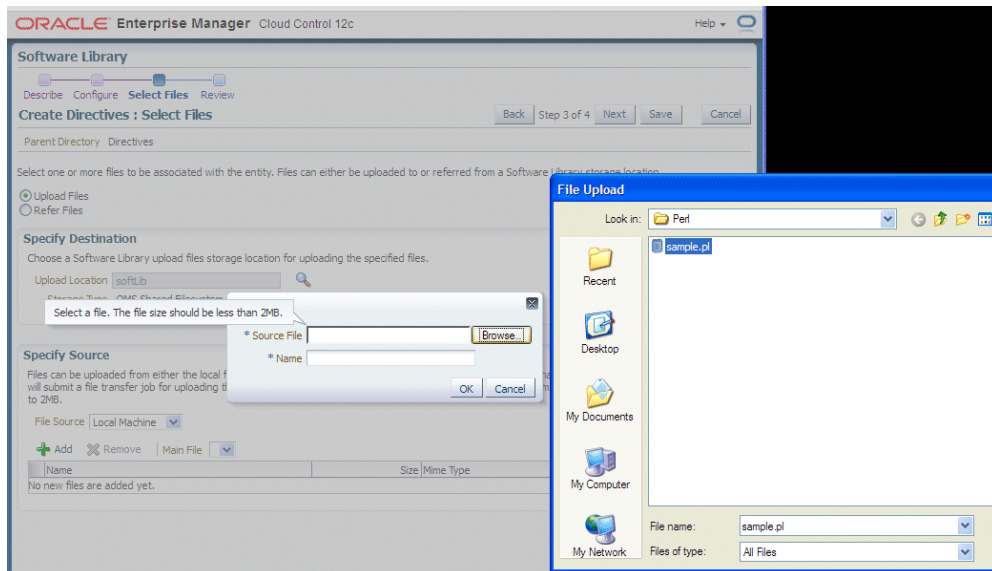 ORACLE Enterprise Manager Cloud Control 12c
Help
Software Library
Describe Configure Select Files Review
Create Directives : Select Files
Back Step 3 of 4 Next Save Cancel
Parent Directory Directives
Select one or more files to be associated with the entity. Files can either be uploaded to or referred from a Software Library storage location.
Upload Files
Refer Files
Specify Destination
Choose a Software Library upload files storage location for uploading the specified files.
Upload Location softLib
Storage Type OMS Shared Filesystem
Select a file. The file size should be less than 2MB.
* Source File Browse...
* Name
OK Cancel
Specify Source
Files can be uploaded from either the local f
will submit a file transfer job for uploading
to 2MB.
File Source Local Machine
Add Remove Main File
Name Size Mime Type
No new files are added yet.
File Upload
Look in: Perl
sample.pl
Recent
Desktop
My Documents
My Computer
My Network
File name: sample.pl
Files of type: All Files